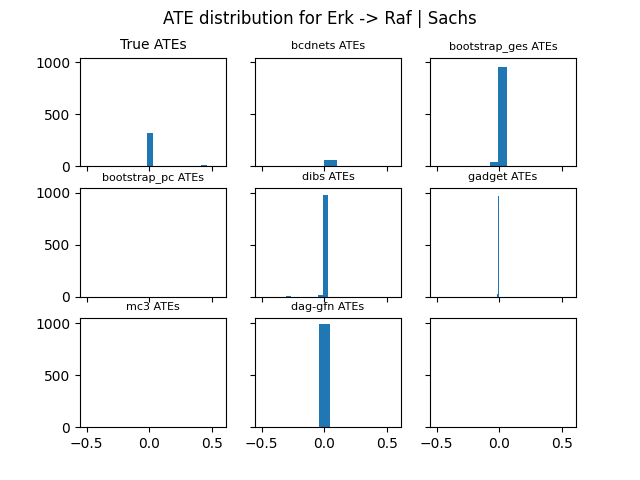 ATE distribution for Erk -> Raf | Sachs
True ATEs
bcdnets ATEs
bootstrap_ges ATEs
1000
500
0
bootstrap_pc ATEs
dibs ATEs
gadget ATEs
1000
500
0
mc3 ATEs
dag-gfn ATEs
1000
500
0
−0.5 0.0 0.5
−0.5 0.0 0.5
−0.5 0.0 0.5